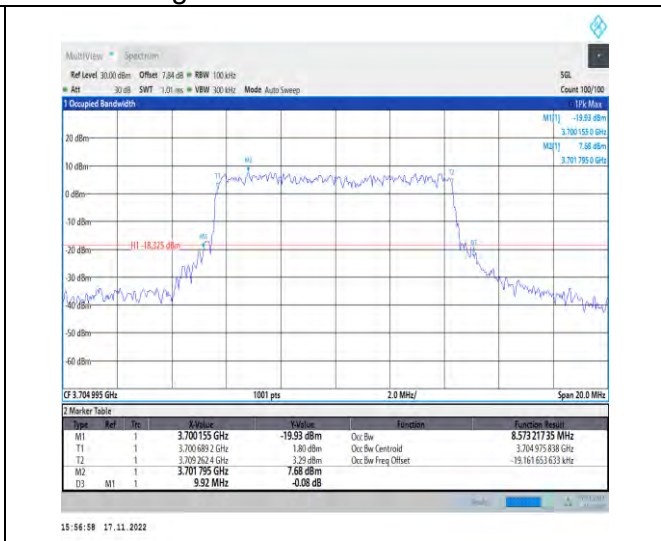 MultiView Spectrum
Ref Level 30.00 dBm Offset 7.84 dB RBW 100 kHz SGL
Att 30 dB SWT 1.01 ms VBW 300 kHz Mode Auto Sweep Count 100/100
1 Occupied Bandwidth 1Pk Max
M1[1] -19.93 dBm
3.700 155 0 GHz
20 dBm
M2[1] 7.68 dBm
3.701 795 0 GHz
10 dBm
M2
T1
T2
0 dBm
-10 dBm
H1 -18.325 dBm
-20 dBm
-30 dBm
-40 dBm
-50 dBm
-60 dBm
CF 3.704 995 GHz 1001 pts 2.0 MHz/ Span 20.0 MHz
2 Marker Table
Type Ref Trc X-Value Y-Value Function Function Result
M1 1 3.700 155 GHz -19.93 dBm Occ Bw 8.573 217 35 MHz
T1 1 3.700 689 2 GHz 1.80 dBm Occ Bw Centroid 3.704 975 838 GHz
T2 1 3.709 262 4 GHz 3.29 dBm Occ Bw Freq Offset -19.161 653 633 kHz
M2 1 3.701 795 GHz 7.68 dBm
D3 M1 1 9.92 MHz -0.08 dB
15:56:58 17.11.2022